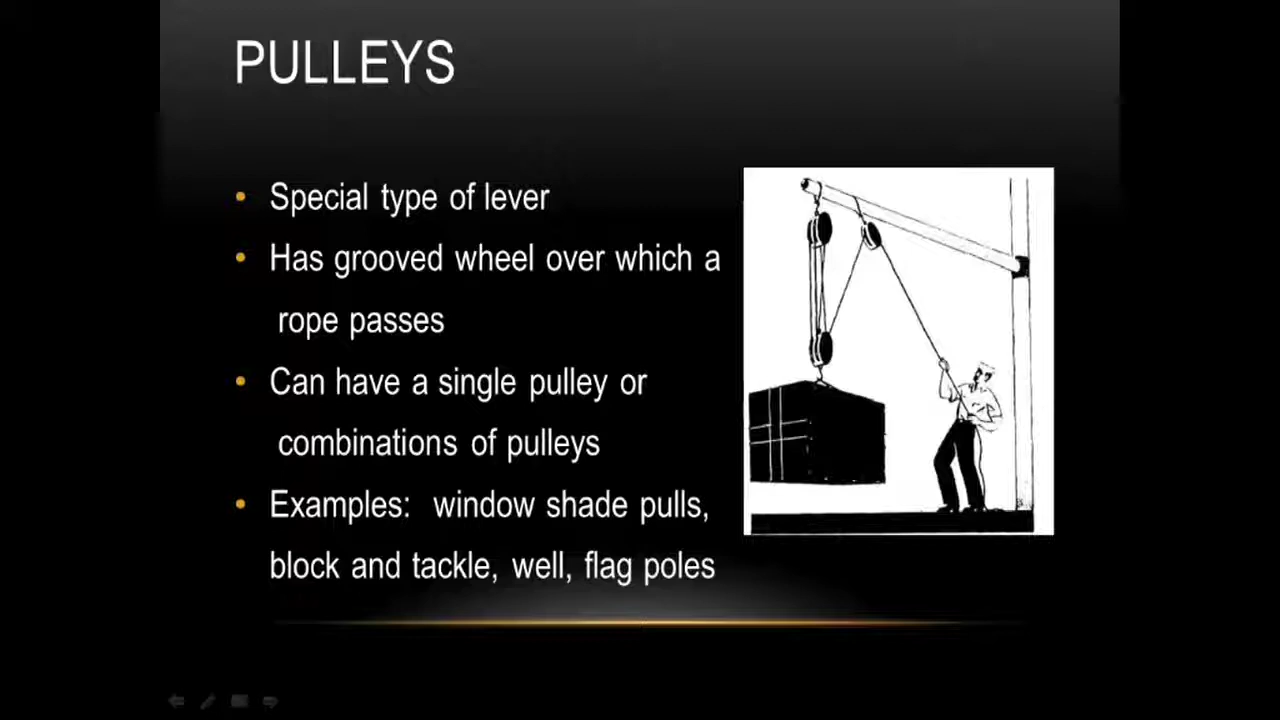 PULLEYS
• Special type of lever
• Has grooved wheel over which a
rope passes
• Can have a single pulley or
combinations of pulleys
• Examples: window shade pulls,
block and tackle, well, flag poles